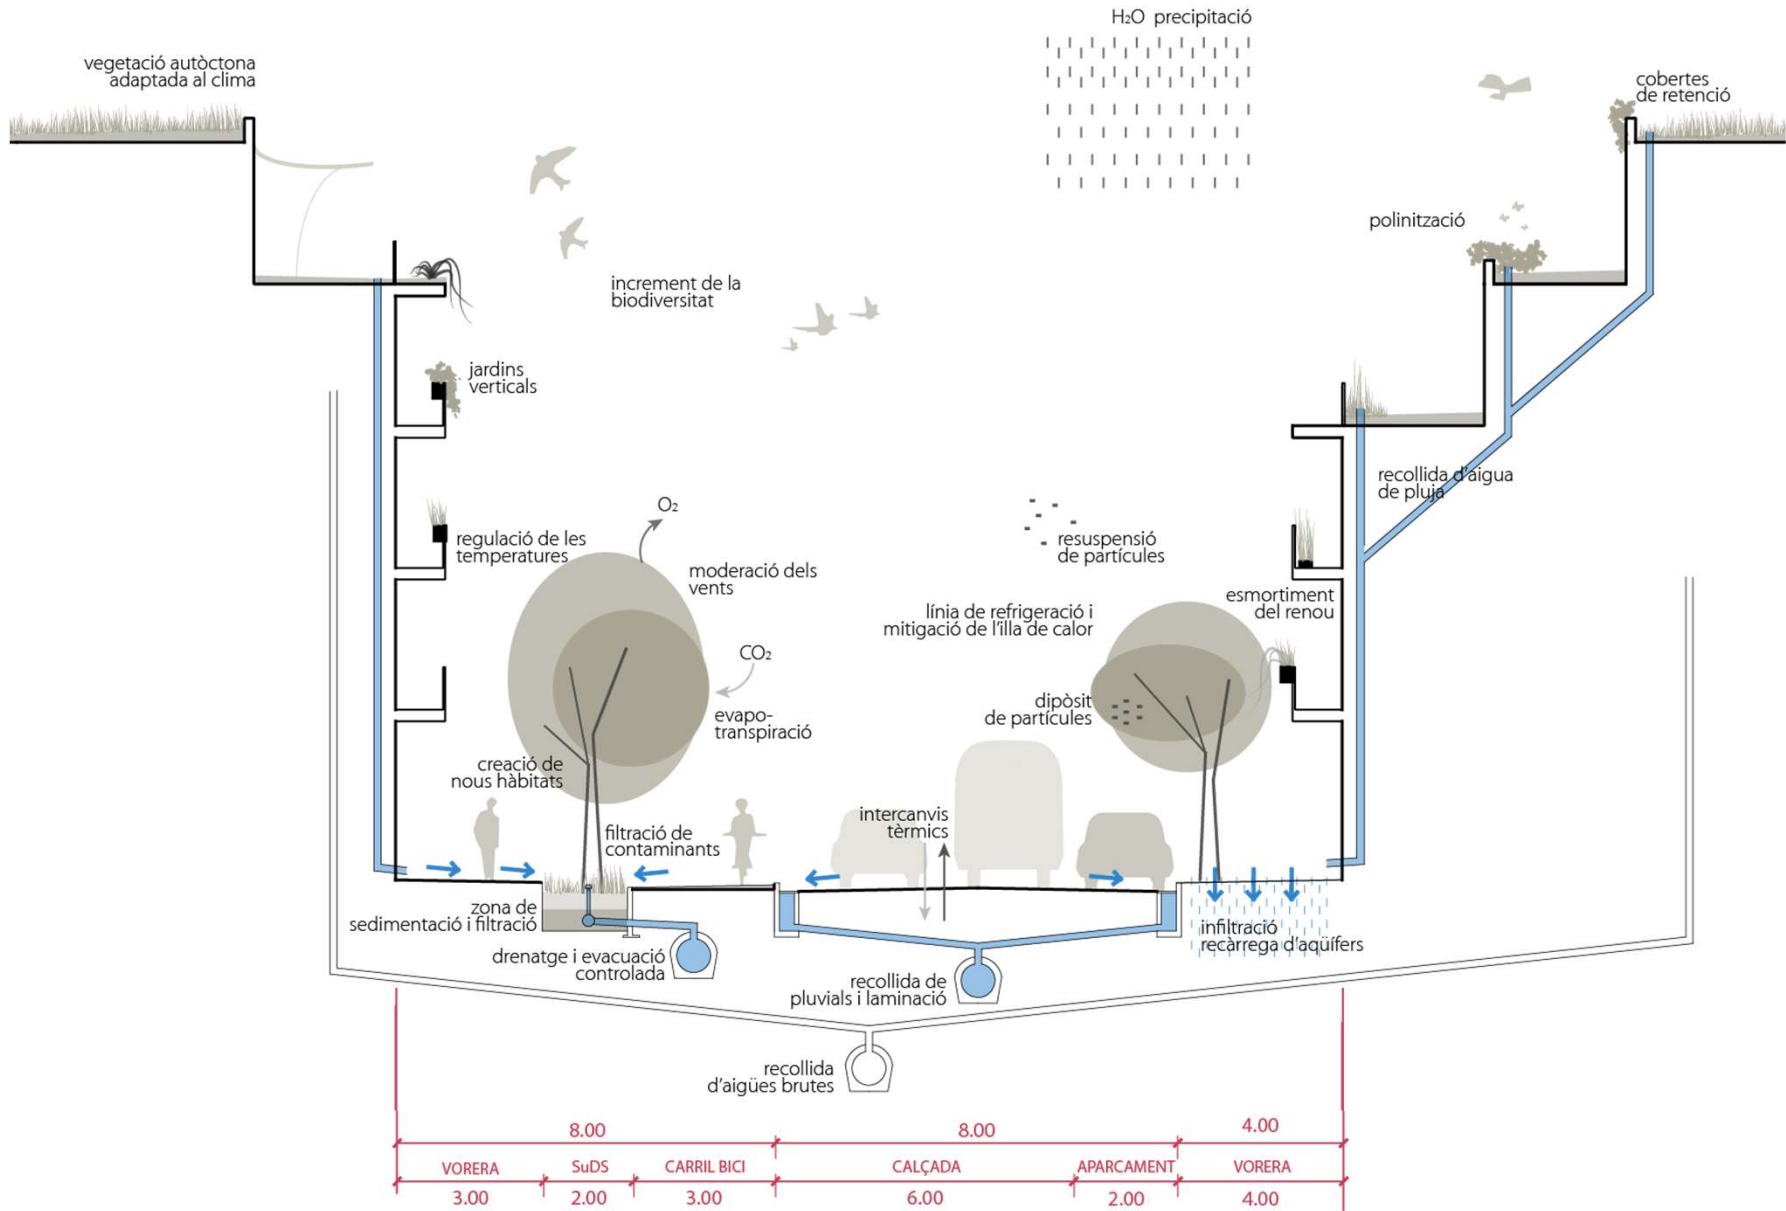 H₂O precipitació
vegetació autòctona
adaptada al clima
cobertes
de retenció
polinització
increment de la
biodiversitat
jardins
verticals
recollida d'aigua
de pluja
O₂
regulació de les
temperatures
resuspensió
de partícules
moderació dels
vents
esmortiment
del renou
línia de refrigeració i
mitigació de l'illa de calor
CO₂
dipòsit
de partícules
evapo-
transpiració
creació de
nous hàbitats
intercanvis
tèrmics
filtració de
contaminants
zona de
sedimentació i filtració
infiltració
recàrrega d'aqüífers
drenatge i evacuació
controlada
recollida de
pluvials i laminació
recollida
d'aigües brutes
8.00 8.00 4.00
VORERA SuDS CARRIL BICI CALÇADA APARCAMENT VORERA
3.00 2.00 3.00 6.00 2.00 4.00